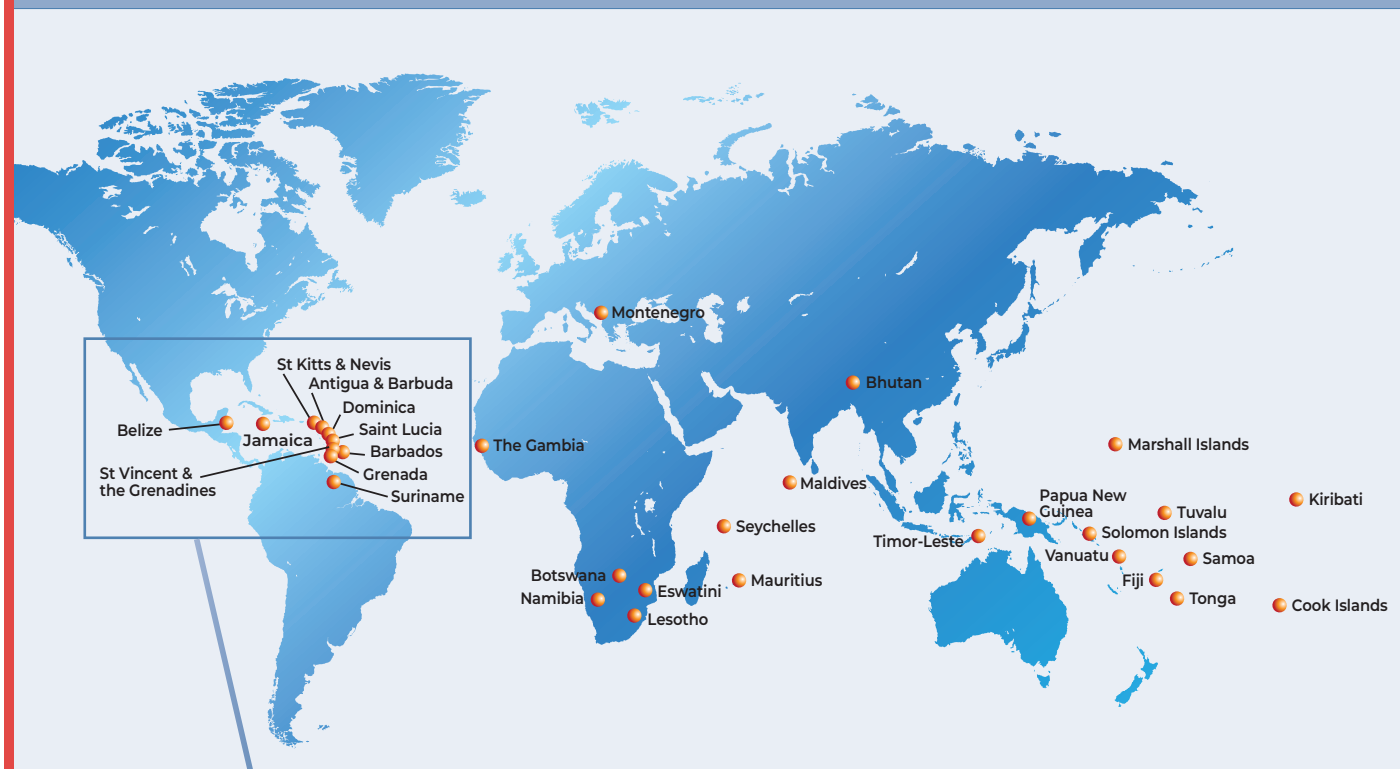 Montenegro
St Kitts & Nevis
Antigua & Barbuda
Bhutan
Dominica
Belize
Saint Lucia
Jamaica
Barbados
The Gambia
Marshall Islands
St Vincent &
the Grenadines
Grenada
Suriname
Maldives
Papua New
Guinea
Kiribati
Tuvalu
Seychelles
Solomon Islands
Timor-Leste
Vanuatu
Samoa
Botswana
Mauritius
Fiji
Eswatini
Namibia
Tonga
Cook Islands
Lesotho